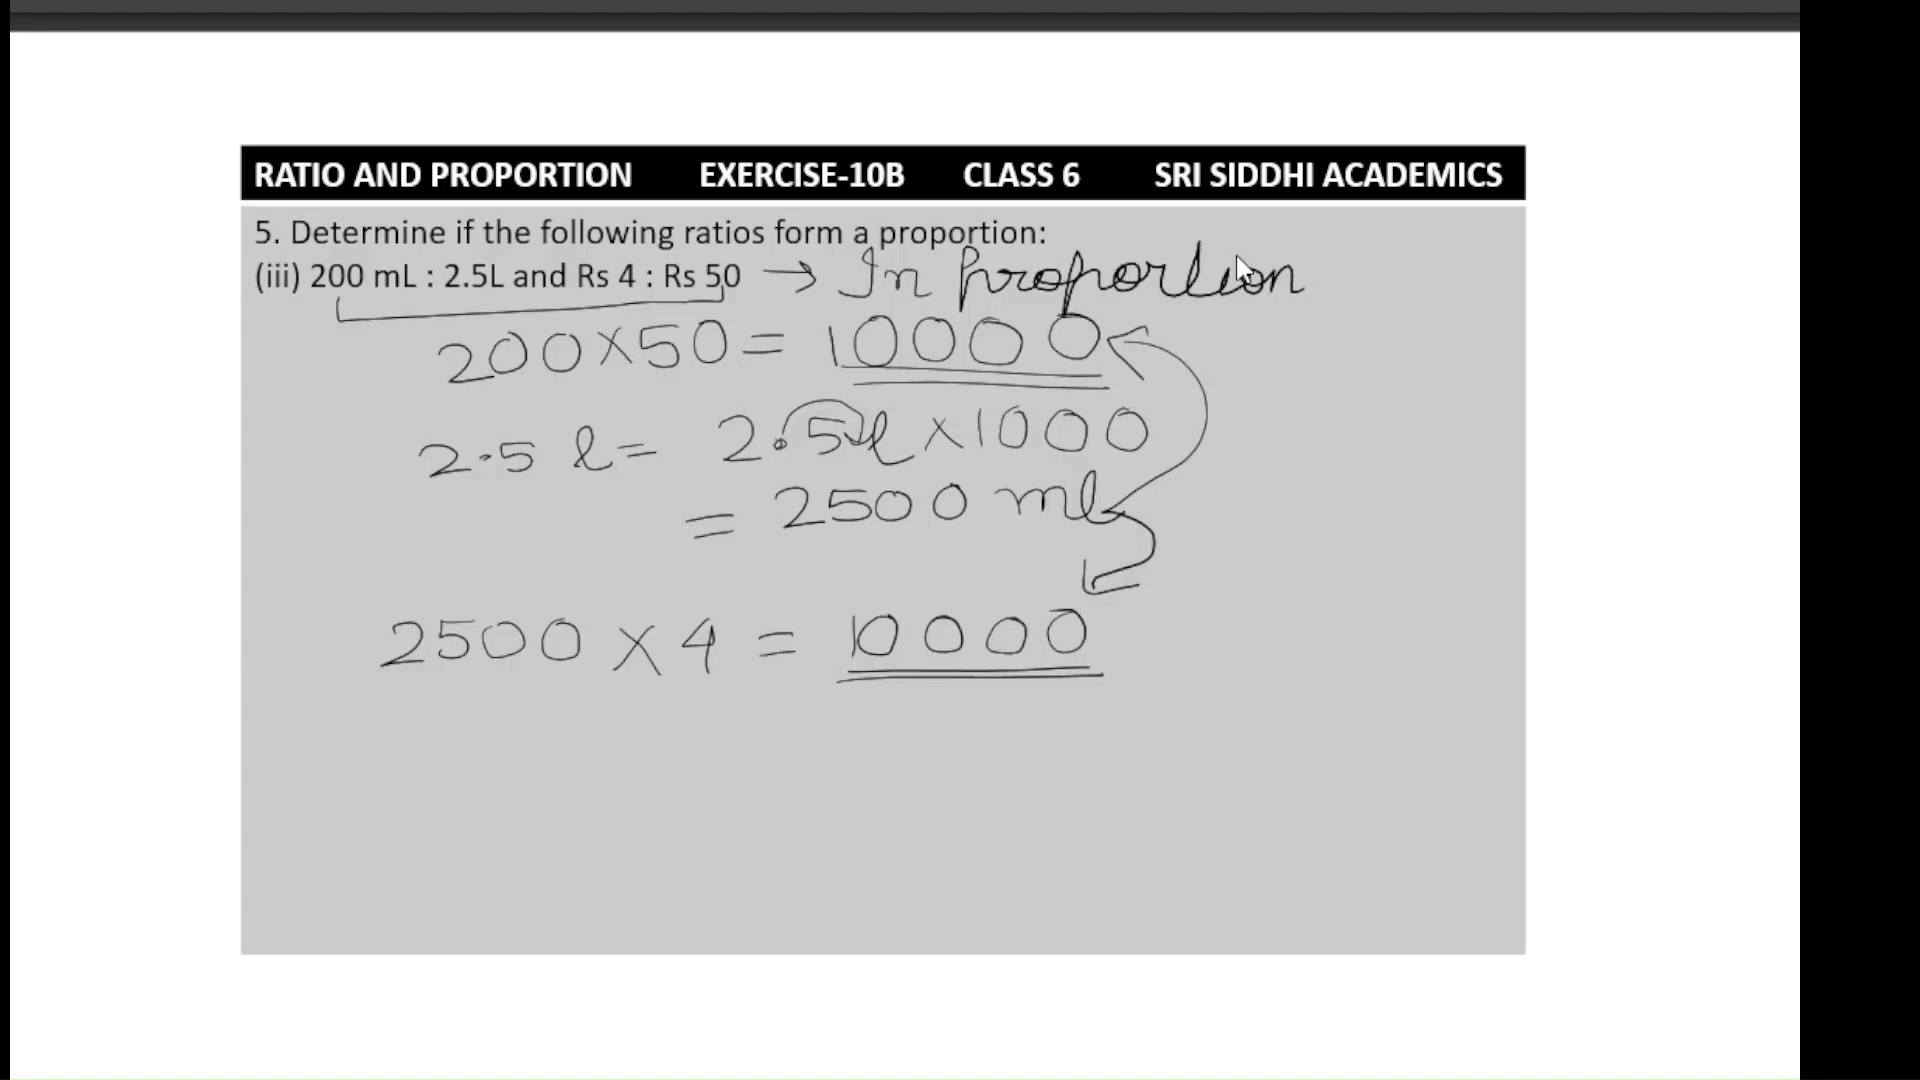 RATIO AND PROPORTION EXERCISE-10B CLASS 6 SRI SIDDHI ACADEMICS
5. Determine if the following ratios form a proportion:
(iii) 200 mL : 2.5L and Rs 4 : Rs 50 → In proportion
200 × 50 = 10000
2.5 l = 2.5 l × 1000
= 2500 ml
2500 × 4 = 10000